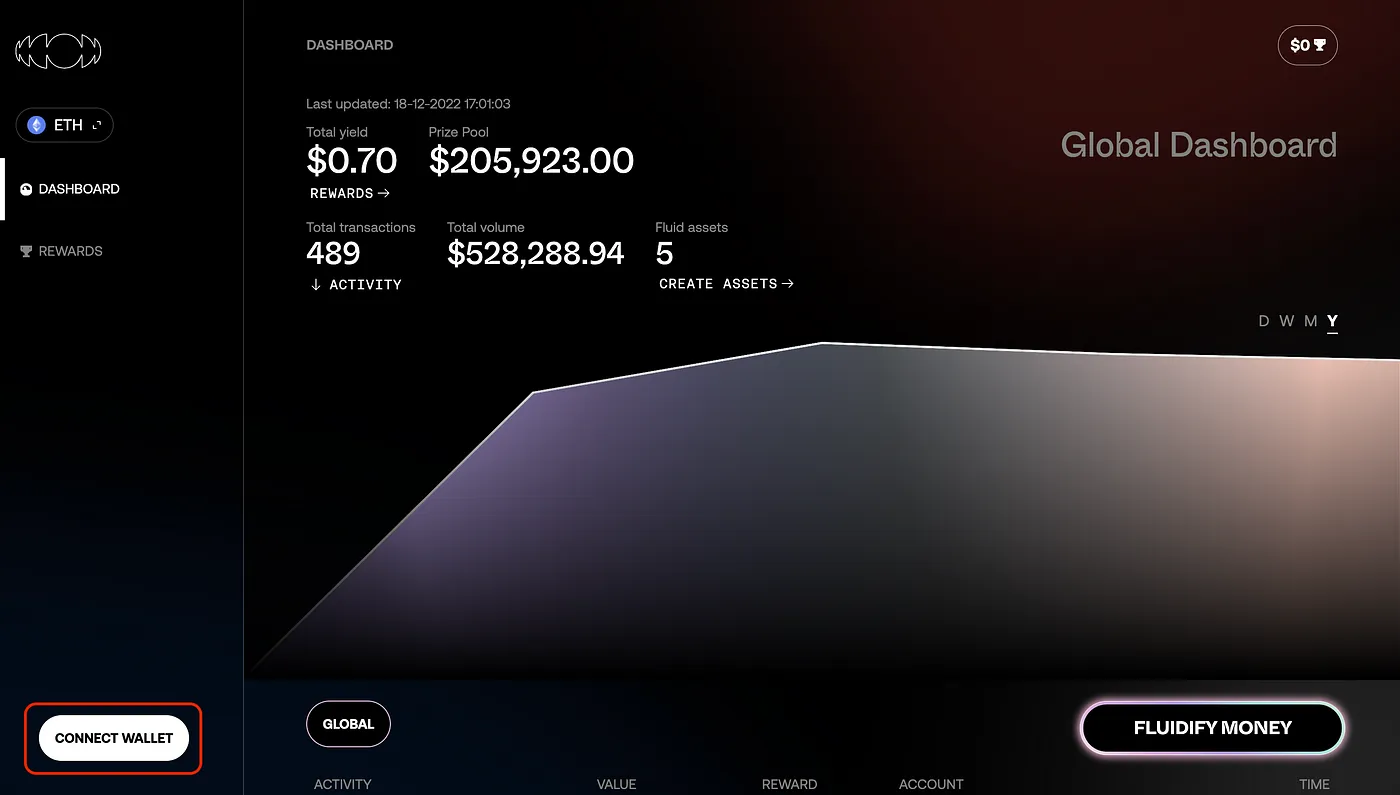 ETH
DASHBOARD
REWARDS
CONNECT WALLET
DASHBOARD
$0
Last updated: 18-12-2022 17:01:03
Global Dashboard
Total yield Prize Pool
$0.70 $205,923.00
REWARDS →
Total transactions Total volume Fluid assets
489 $528,288.94 5
↓ ACTIVITY CREATE ASSETS →
D W M Y
GLOBAL FLUIDIFY MONEY
ACTIVITY VALUE REWARD ACCOUNT TIME